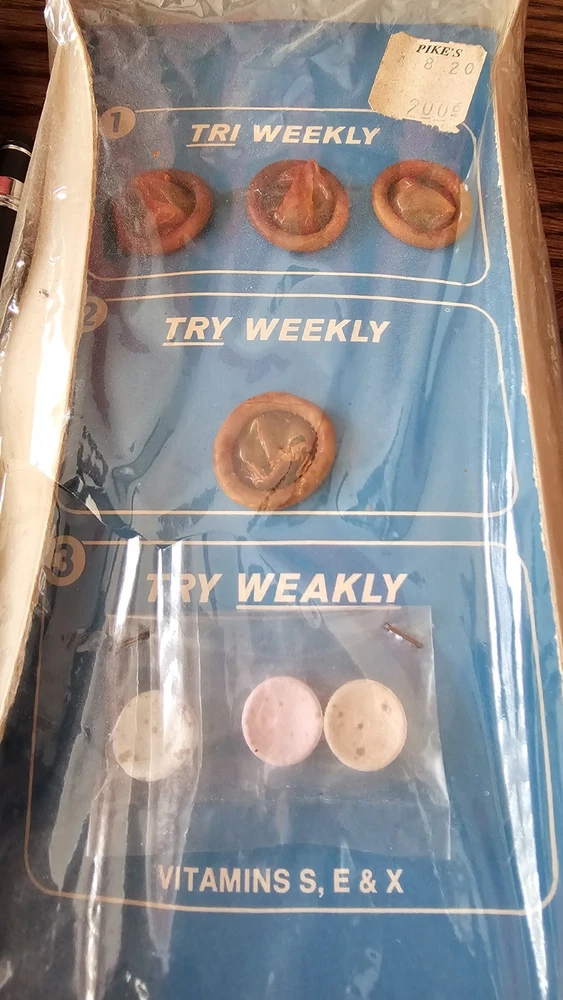 PIKE'S
8 20
200¢
1
TRI WEEKLY
2
TRY WEEKLY
3
TRY WEAKLY
VITAMINS S, E & X